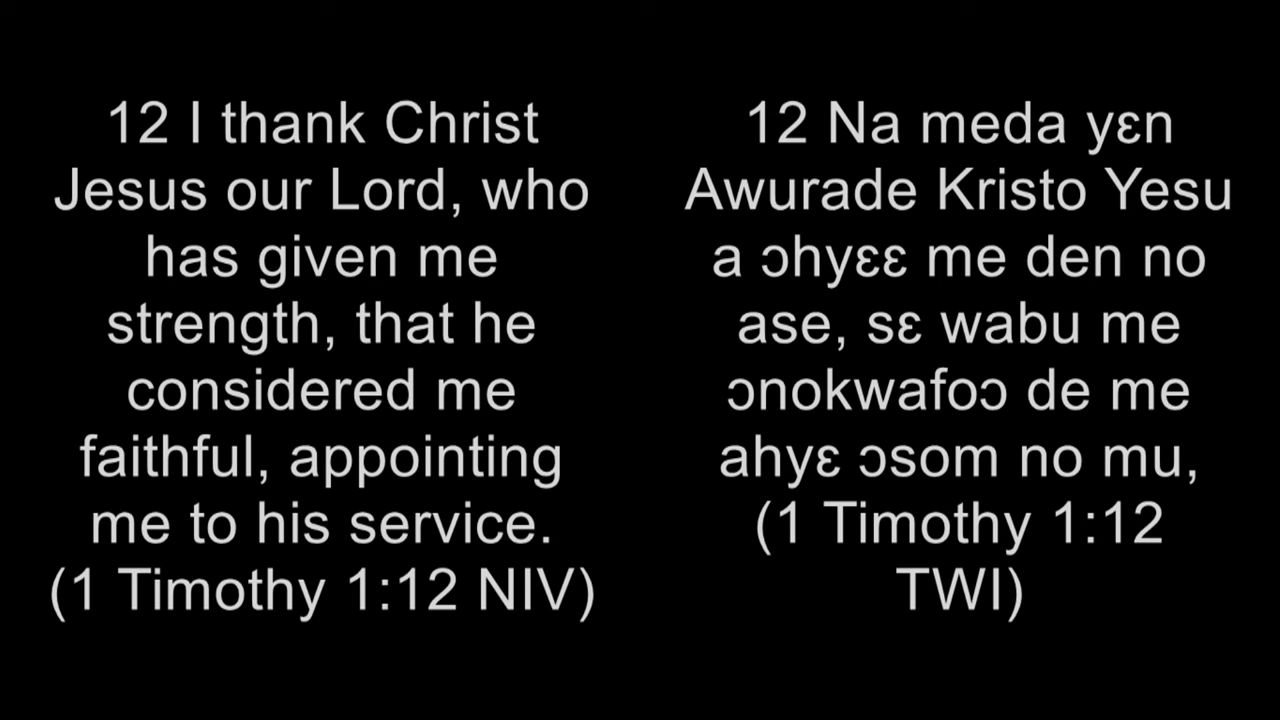 12 I thank Christ
Jesus our Lord, who
has given me
strength, that he
considered me
faithful, appointing
me to his service.
(1 Timothy 1:12 NIV)
12 Na meda yɛn
Awurade Kristo Yesu
a ɔhyɛɛ me den no
ase, sɛ wabu me
ɔnokwafoɔ de me
ahyɛ ɔsom no mu,
(1 Timothy 1:12
TWI)